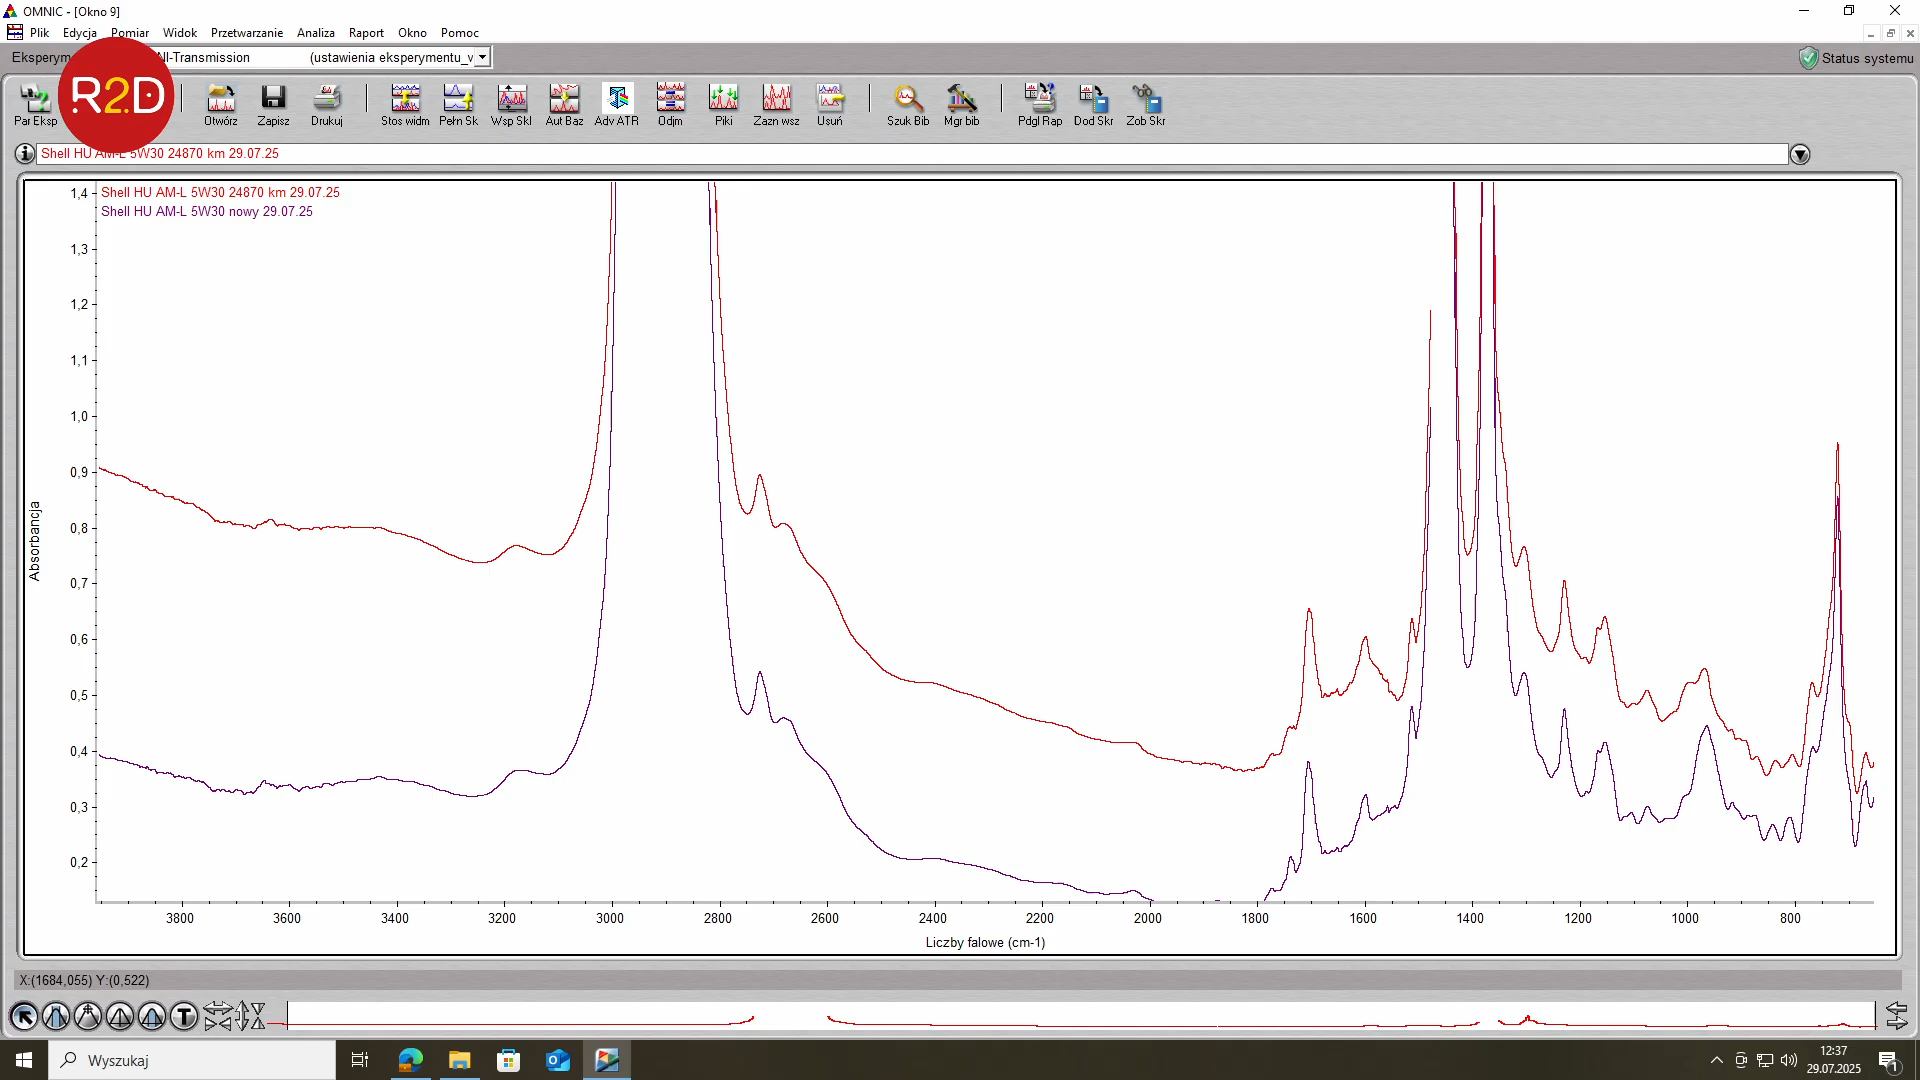 OMNIC - [Okno 9]
Plik Edycja Pomiar Widok Przetwarzanie Analiza Raport Okno Pomoc
Eksperym NI-Transmission (ustawienia eksperymentu_v Status systemu
R2D
Par Eksp Otwórz Zapisz Drukuj Stos widm Pełn Sk Wsp Skl Aut Baz Adv ATR Odjm Piki Zazn wsz Usuń Szuk Bib Mgr bib Pdgl Rap Dod Skr Zob Skr
Shell HU AM-L 5W30 24870 km 29.07.25
Shell HU AM-L 5W30 24870 km 29.07.25
Shell HU AM-L 5W30 nowy 29.07.25
1,4
1,3
1,2
1,1
1,0
0,9
0,8
0,7
0,6
0,5
0,4
0,3
0,2
Absorbancja
3800 3600 3400 3200 3000 2800 2600 2400 2200 2000 1800 1600 1400 1200 1000 800
Liczby falowe (cm-1)
X:(1684,055) Y:(0,522)
T
Wyszukaj
12:37
29.07.2025
1